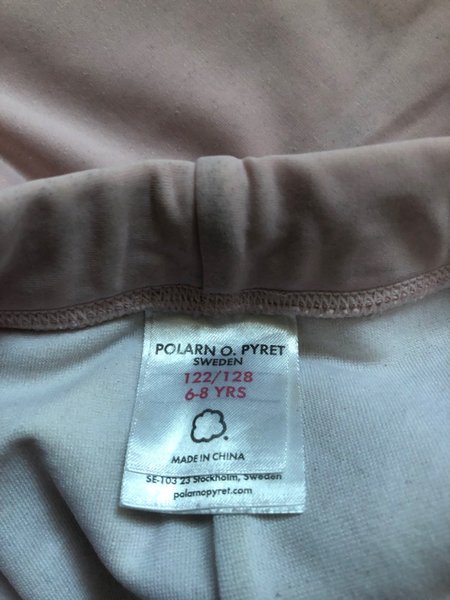 POLARN O. PYRET
SWEDEN
122/128
6-8 YRS
MADE IN CHINA
SE-103 23 Stockholm, Sweden
polarnopyret.com